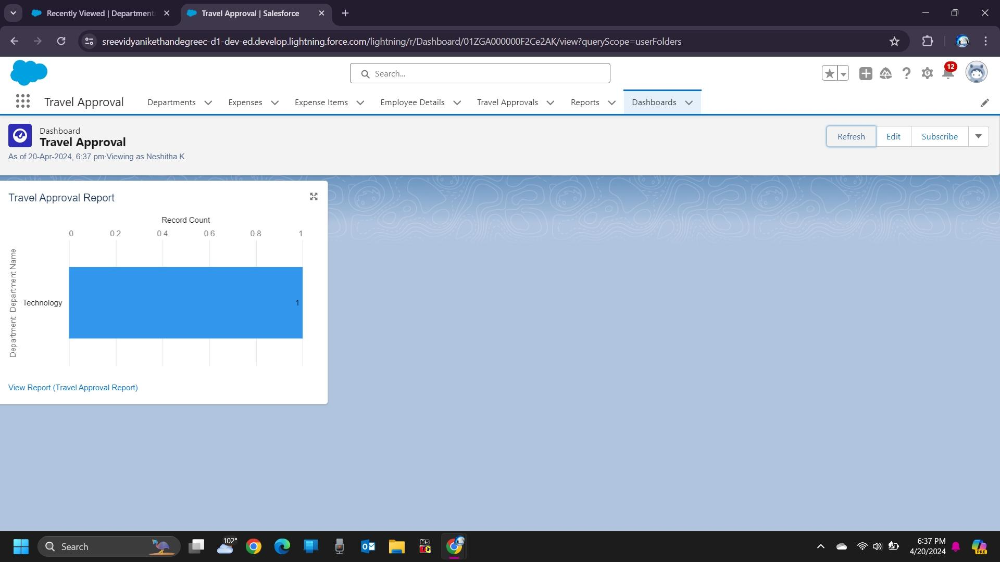 Recently Viewed | Department
Travel Approval | Salesforce
sreevidyanikethandegreec-d1-dev-ed.develop.lightning.force.com/lightning/r/Dashboard/01ZGA000000F2Ce2AK/view?queryScope=userFolders
Search...
12
Travel Approval
Departments
Expenses
Expense Items
Employee Details
Travel Approvals
Reports
Dashboards
Dashboard
Travel Approval
As of 20-Apr-2024, 6:37 pm·Viewing as Neshitha K
Refresh
Edit
Subscribe
Travel Approval Report
Record Count
0 0.2 0.4 0.6 0.8 1
Department: Department Name
Technology
1
View Report (Travel Approval Report)
Search
102°
MS
6:37 PM
4/20/2024
PRE